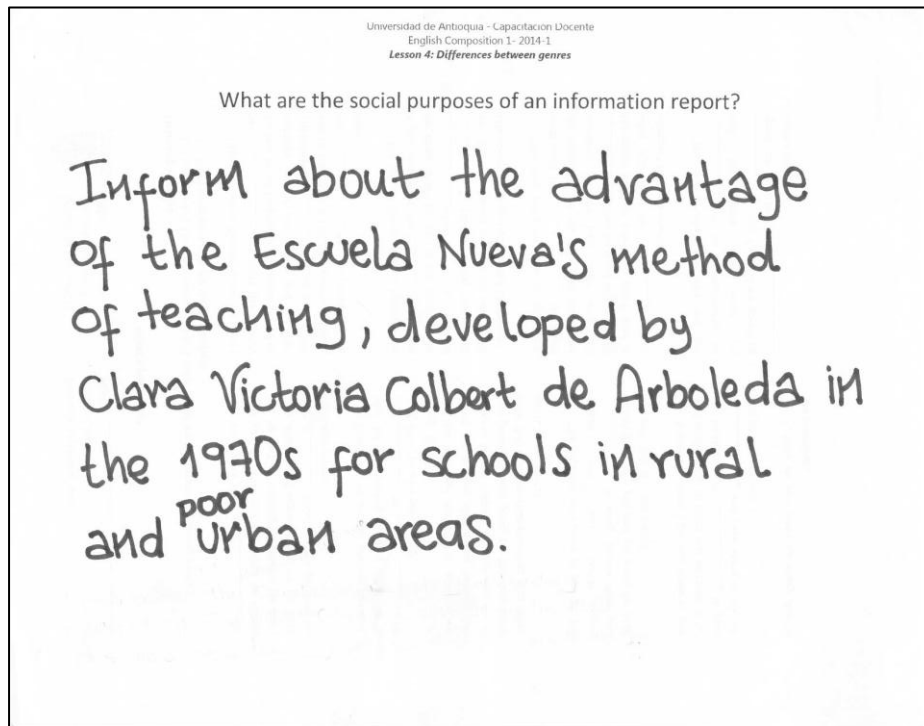 Universidad de Antioquia - Capacitación Docente
English Composition 1- 2014-1
Lesson 4: Differences between genres
What are the social purposes of an information report?
Inform about the advantage
of the Escuela Nueva's method
of teaching, developed by
Clara Victoria Colbert de Arboleda in
the 1970s for schools in rural
and poor urban areas.